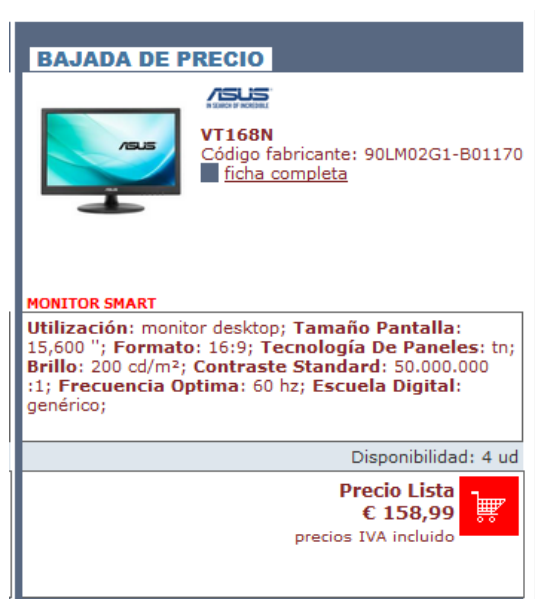 BAJADA DE PRECIO
ASUS
IN SEARCH OF INCREDIBLE
VT168N
Código fabricante: 90LM02G1-B01170
ficha completa
ASUS
MONITOR SMART
Utilización: monitor desktop; Tamaño Pantalla:
15,600 "; Formato: 16:9; Tecnología De Paneles: tn;
Brillo: 200 cd/m²; Contraste Standard: 50.000.000
:1; Frecuencia Optima: 60 hz; Escuela Digital:
genérico;
Disponibilidad: 4 ud
Precio Lista
€ 158,99
precios IVA incluido